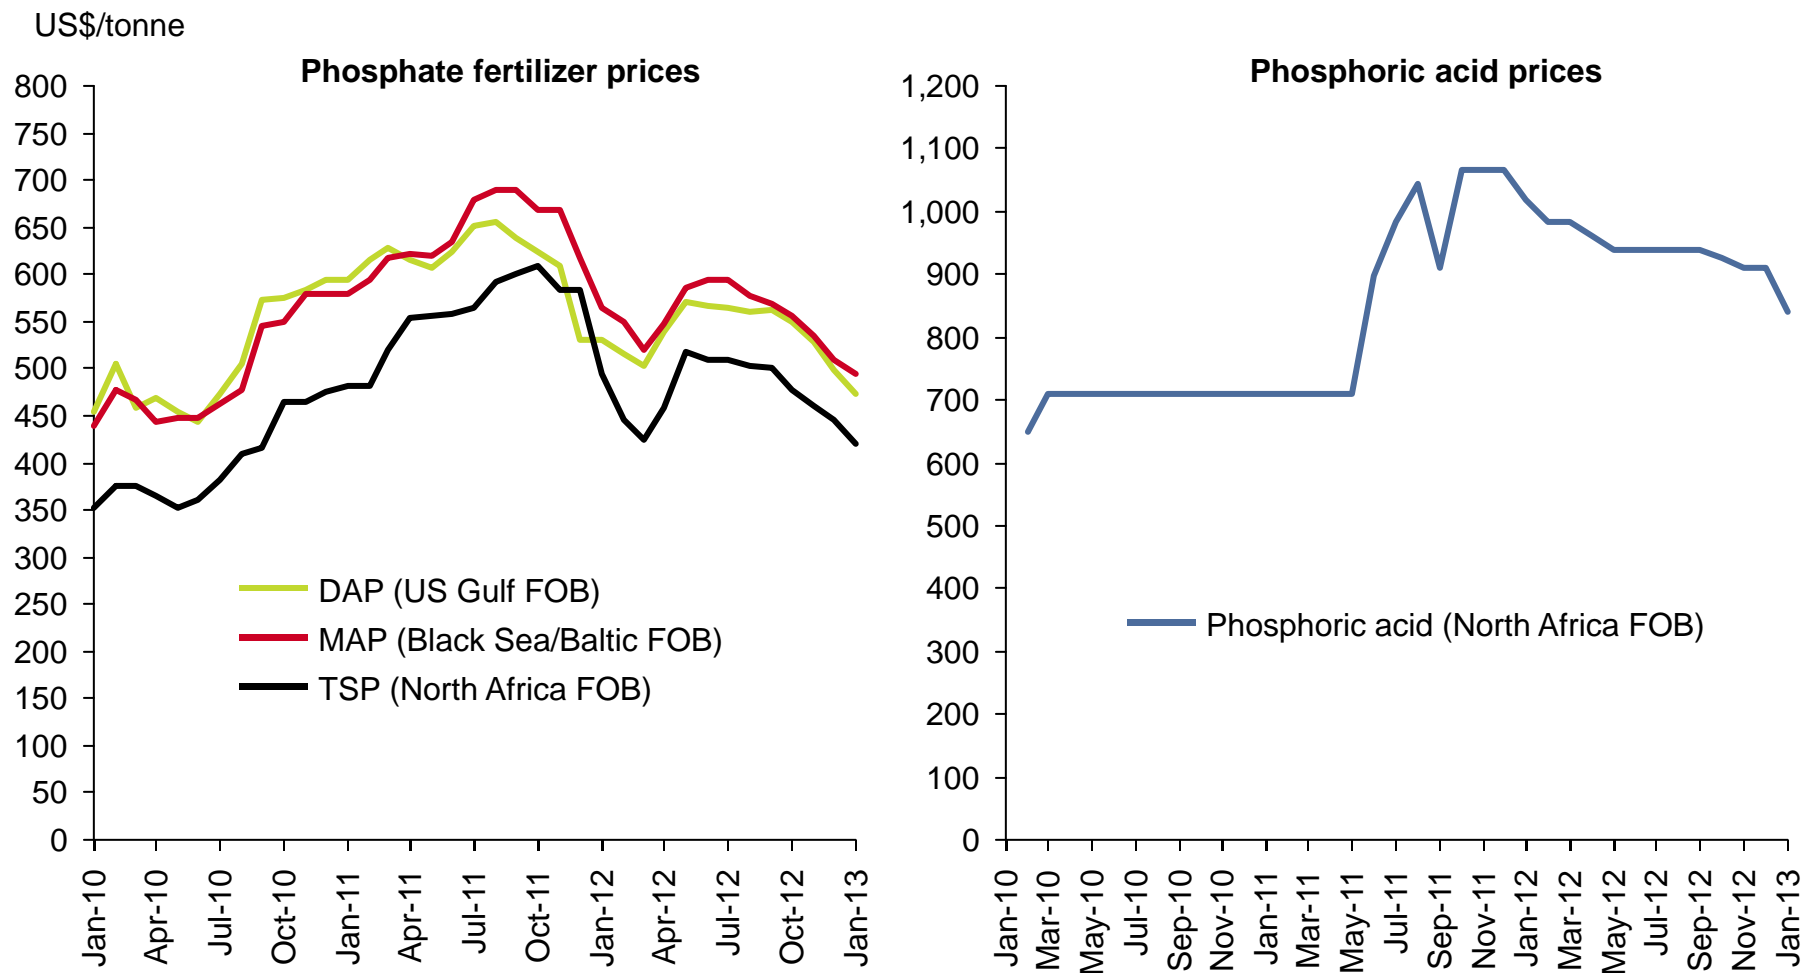 US$/tonne
Phosphate fertilizer prices
800
750
700
650
600
550
500
450
400
350
300
250
200
150
100
50
0
DAP (US Gulf FOB)
MAP (Black Sea/Baltic FOB)
TSP (North Africa FOB)
Jan-10
Apr-10
Jul-10
Oct-10
Jan-11
Apr-11
Jul-11
Oct-11
Jan-12
Apr-12
Jul-12
Oct-12
Jan-13
Phosphoric acid prices
1,200
1,100
1,000
900
800
700
600
500
400
300
200
100
0
Phosphoric acid (North Africa FOB)
Jan-10
Mar-10
May-10
Jul-10
Sep-10
Nov-10
Jan-11
Mar-11
May-11
Jul-11
Sep-11
Nov-11
Jan-12
Mar-12
May-12
Jul-12
Sep-12
Nov-12
Jan-13